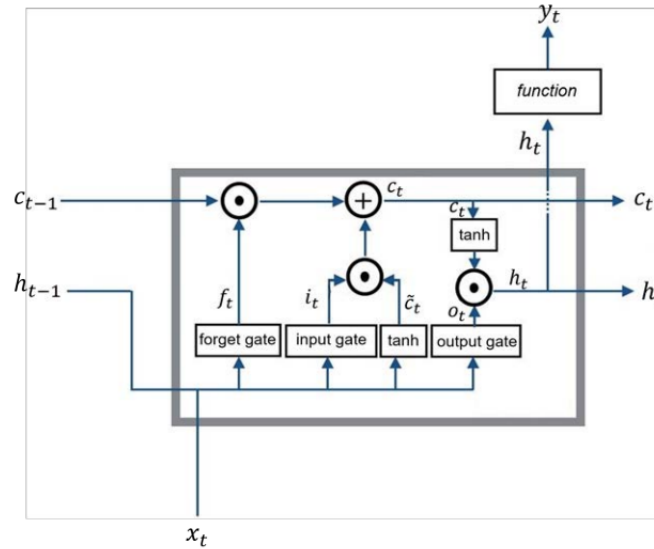 y_t
function
h_t
c_{t-1}
c_t
c_t
c_t
tanh
h_{t-1}
f_t
i_t
c̃_t
h_t
h
o_t
forget gate
input gate
tanh
output gate
x_t